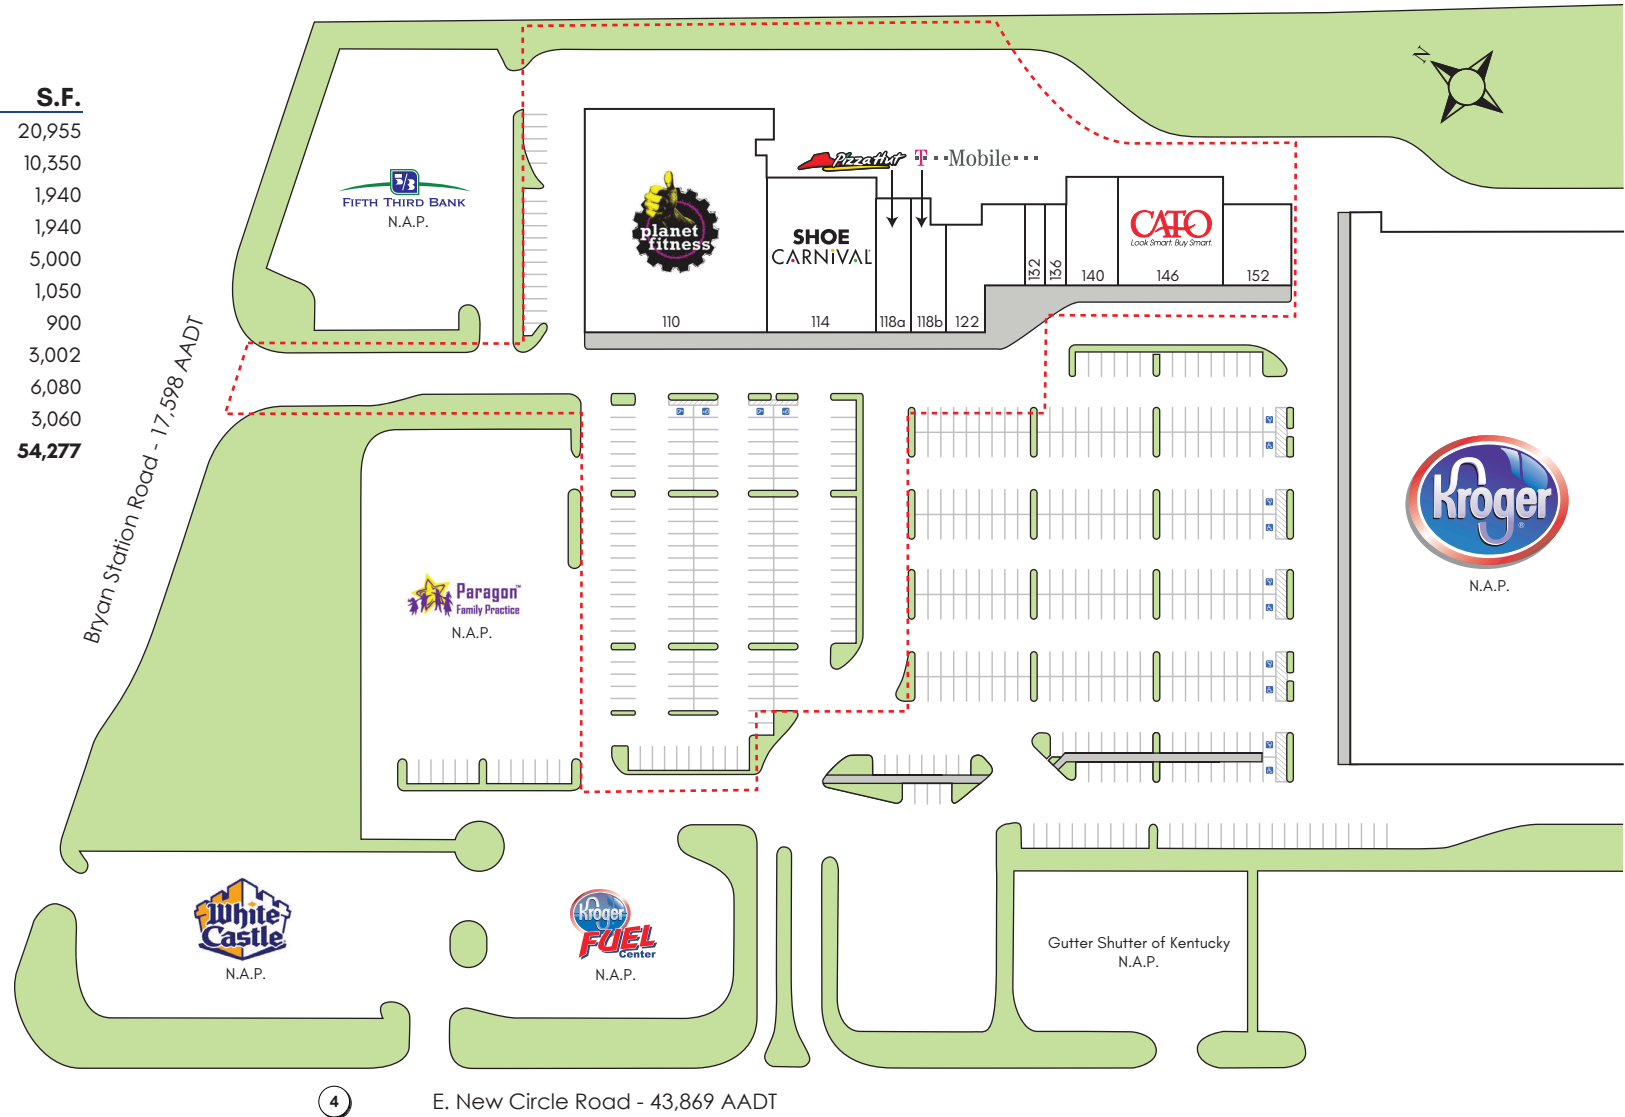 S.F.
20,955
10,350
1,940
1,940
5,000
1,050
900
3,002
6,080
3,060
54,277
N
5/3
FIFTH THIRD BANK
N.A.P.
planet
fitness
110
SHOE
CARNiVAL
114
Pizza Hut
T · · Mobile · · ·
118a
118b
122
132
136
140
CATO
Look Smart. Buy Smart.
146
152
Bryan Station Road - 17,598 AADT
Paragon™
Family Practice
N.A.P.
Kroger
N.A.P.
White
Castle
N.A.P.
Kroger
FUEL
Center
N.A.P.
Gutter Shutter of Kentucky
N.A.P.
4
E. New Circle Road - 43,869 AADT